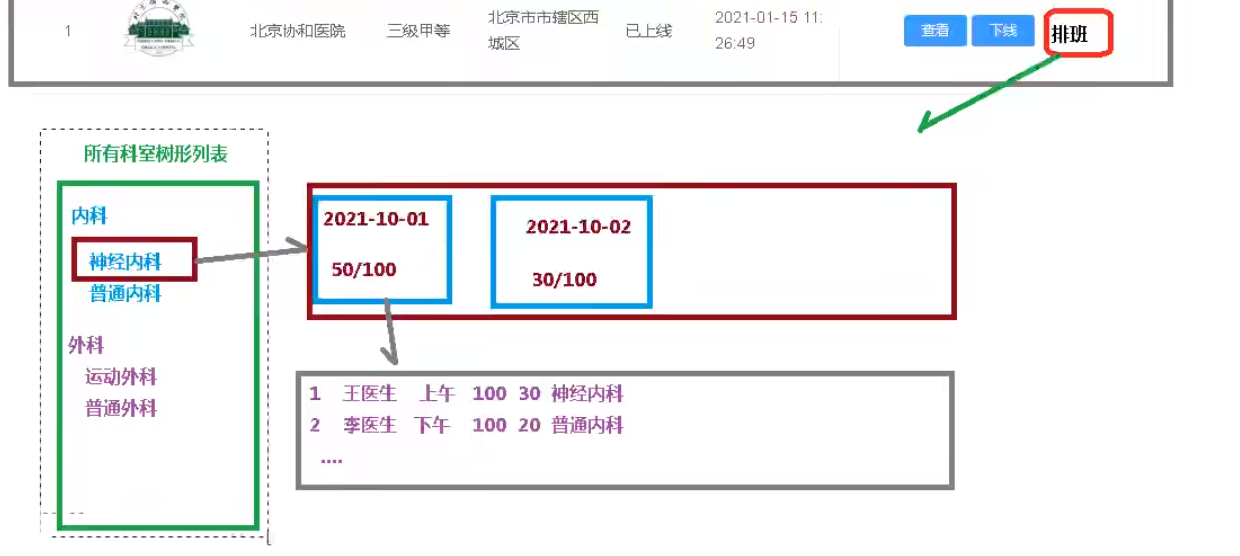 1 北京协和医院 三级甲等 北京市市辖区西城区 已上线 2021-01-15 11:26:49 查看 下线 排班
所有科室树形列表
内科
神经内科
普通内科
外科
运动外科
普通外科
2021-10-01
50/100
2021-10-02
30/100
1 王医生 上午 100 30 神经内科
2 李医生 下午 100 20 普通内科
....